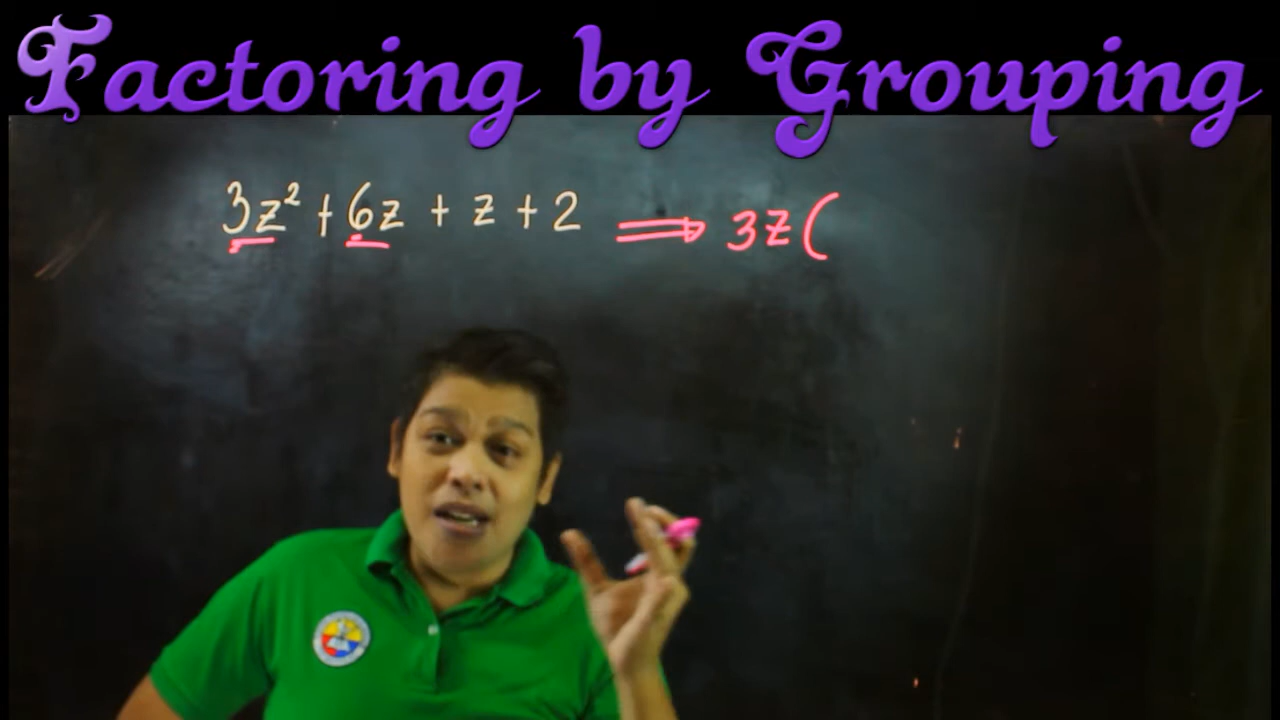 Factoring by Grouping
3z² + 6z + z + 2 ⟹ 3z (